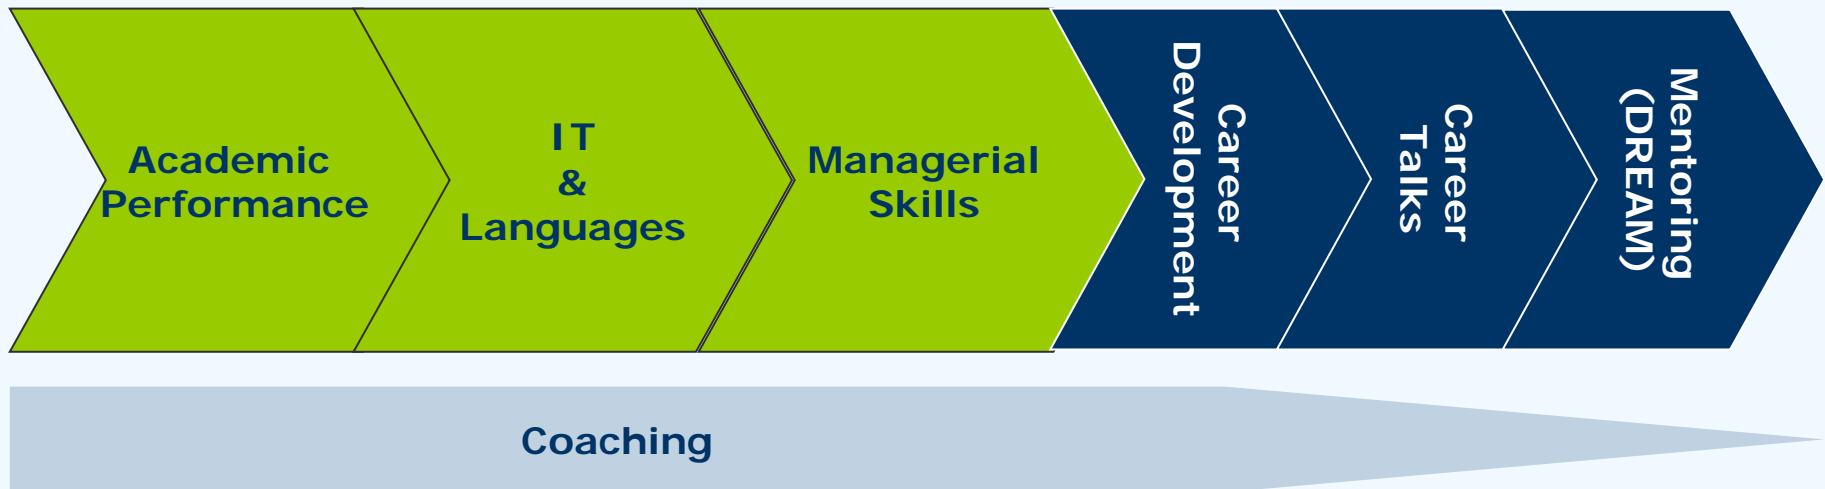 Academic
Performance
IT
&
Languages
Managerial
Skills
Career
Development
Career
Talks
Mentoring
(DREAM)
Coaching